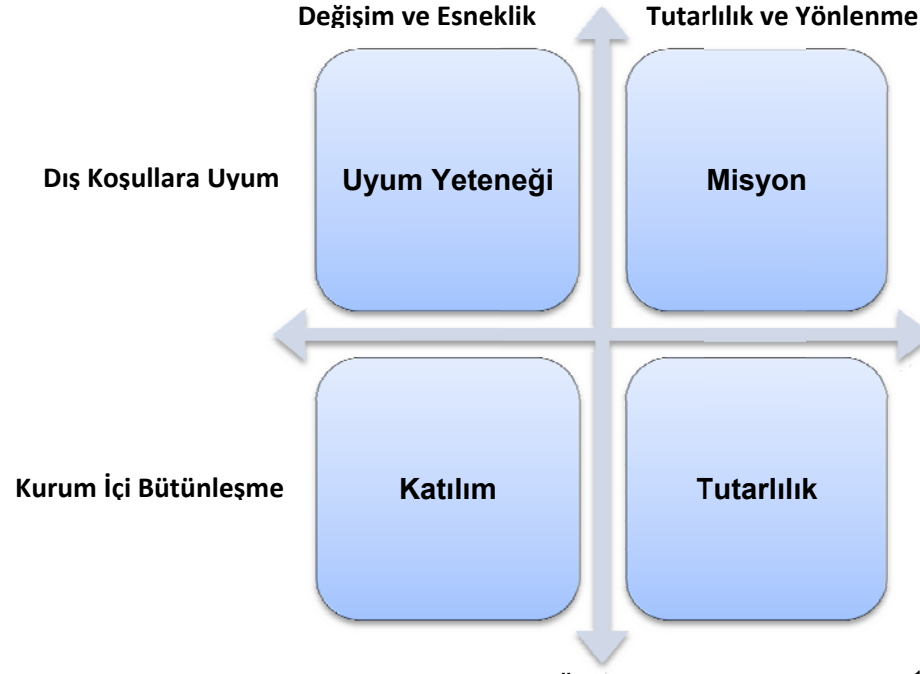 Değişim ve Esneklik Tutarlılık ve Yönlenme
Dış Koşullara Uyum Uyum Yeteneği Misyon
Kurum İçi Bütünleşme Katılım Tutarlılık